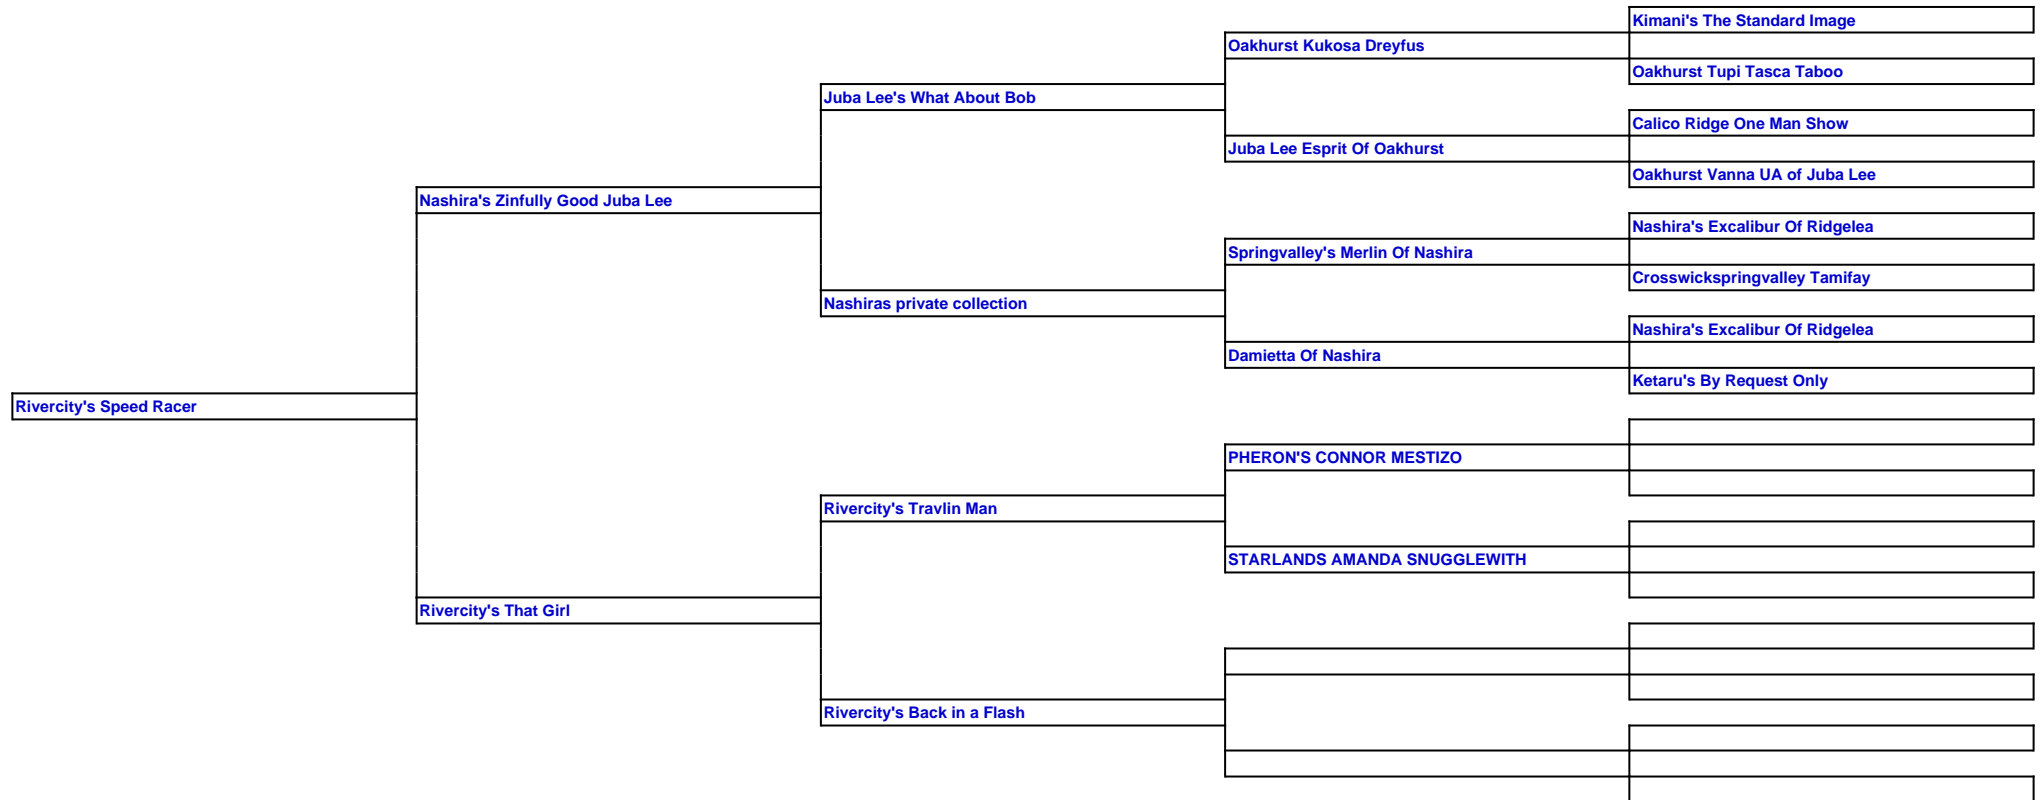 Kimani's The Standard Image
Oakhurst Kukosa Dreyfus
Oakhurst Tupi Tasca Taboo
Juba Lee's What About Bob
Calico Ridge One Man Show
Juba Lee Esprit Of Oakhurst
Oakhurst Vanna UA of Juba Lee
Nashira's Zinfully Good Juba Lee
Nashira's Excalibur Of Ridgelea
Springvalley's Merlin Of Nashira
Crosswickspringvalley Tamifay
Nashiras private collection
Nashira's Excalibur Of Ridgelea
Damietta Of Nashira
Ketaru's By Request Only
Rivercity's Speed Racer
PHERON'S CONNOR MESTIZO
Rivercity's Travlin Man
STARLANDS AMANDA SNUGGLEWITH
Rivercity's That Girl
Rivercity's Back in a Flash